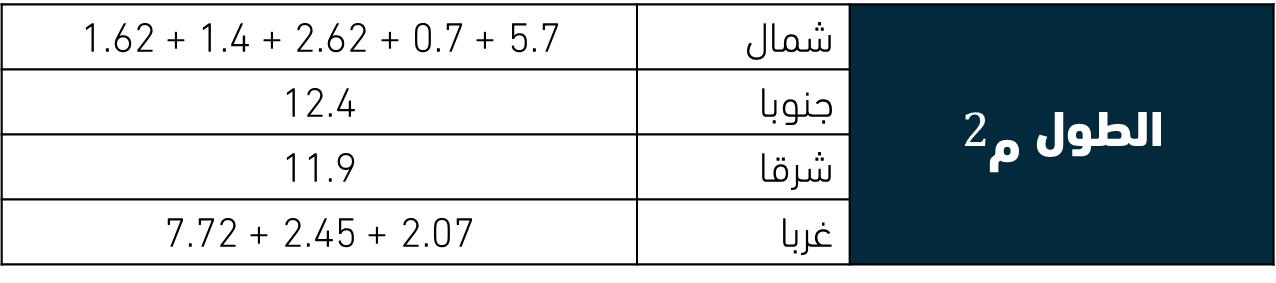 الطول م2
شمال
1.62 + 1.4 + 2.62 + 0.7 + 5.7
جنوبا
12.4
شرقا
11.9
غربا
7.72 + 2.45 + 2.07